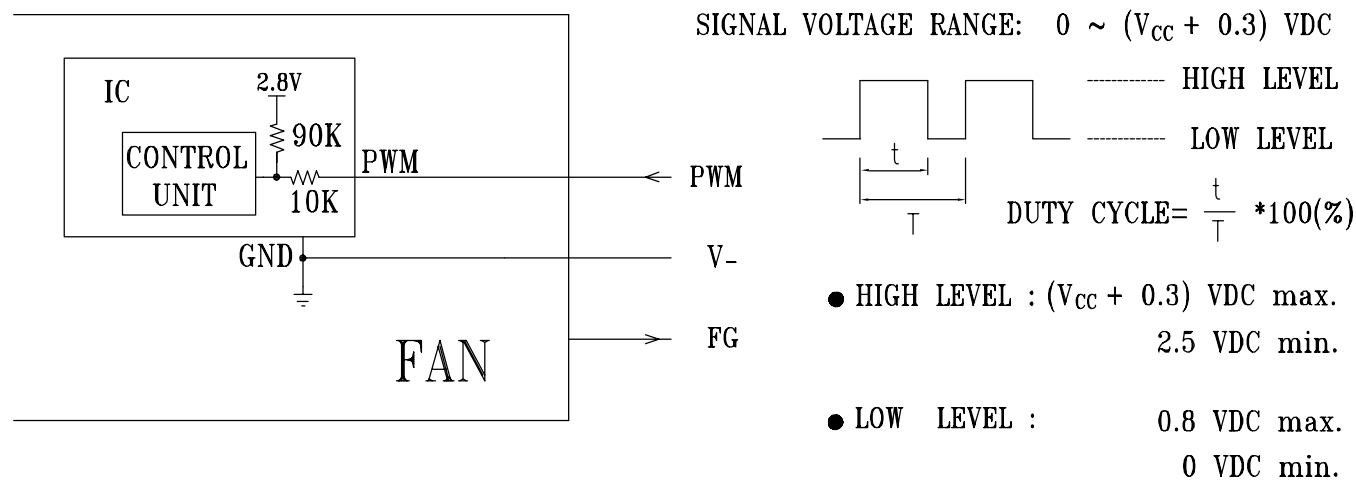 SIGNAL VOLTAGE RANGE: 0 ~ (VCC + 0.3) VDC
IC
2.8V
90K
CONTROL
UNIT
10K
PWM
GND
FAN
PWM
V-
FG
HIGH LEVEL
LOW LEVEL
t
T
DUTY CYCLE= t/T *100(%)
● HIGH LEVEL : (VCC + 0.3) VDC max.
2.5 VDC min.
● LOW LEVEL : 0.8 VDC max.
0 VDC min.